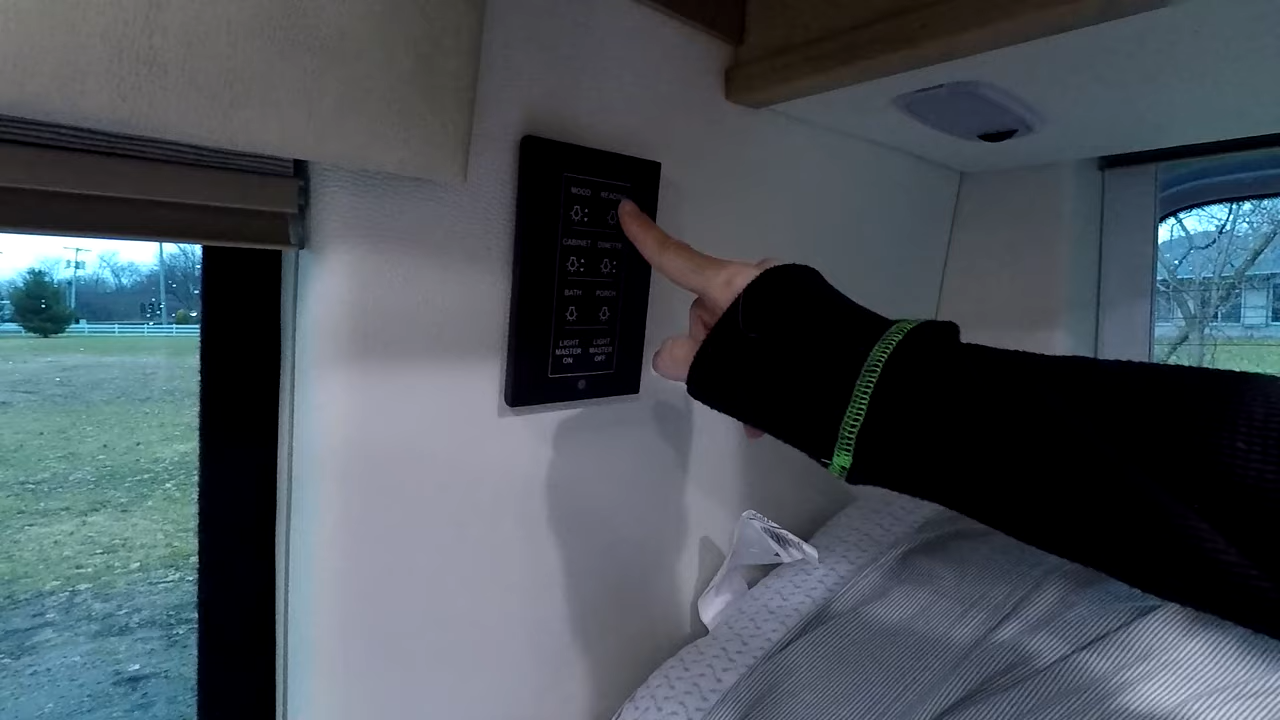 MOOD
CABINET DINETTE
BATH PORCH
LIGHT MASTER ON
LIGHT MASTER OFF